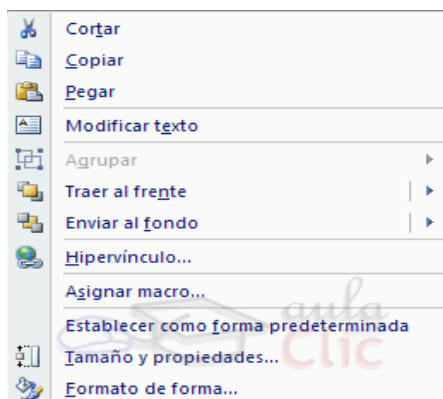 Cortar
Copiar
Pegar
Modificar texto
Agrupar
Traer al frente
Enviar al fondo
Hipervínculo...
Asignar macro...
aula
Establecer como forma predeterminada
Clic
Tamaño y propiedades...
Formato de forma...